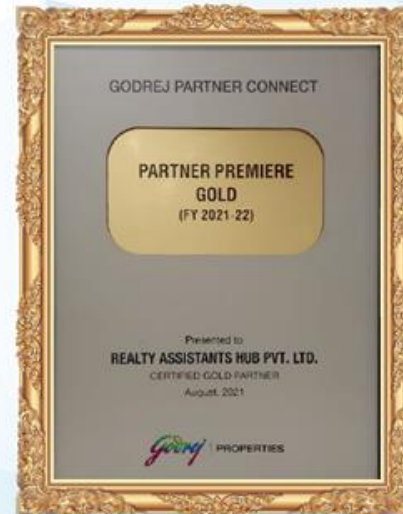 GODREJ PARTNER CONNECT
PARTNER PREMIERE
GOLD
(FY 2021-22)
Presented to
REALTY ASSISTANTS HUB PVT. LTD.
CERTIFIED GOLD PARTNER
August, 2021
Godrej | PROPERTIES